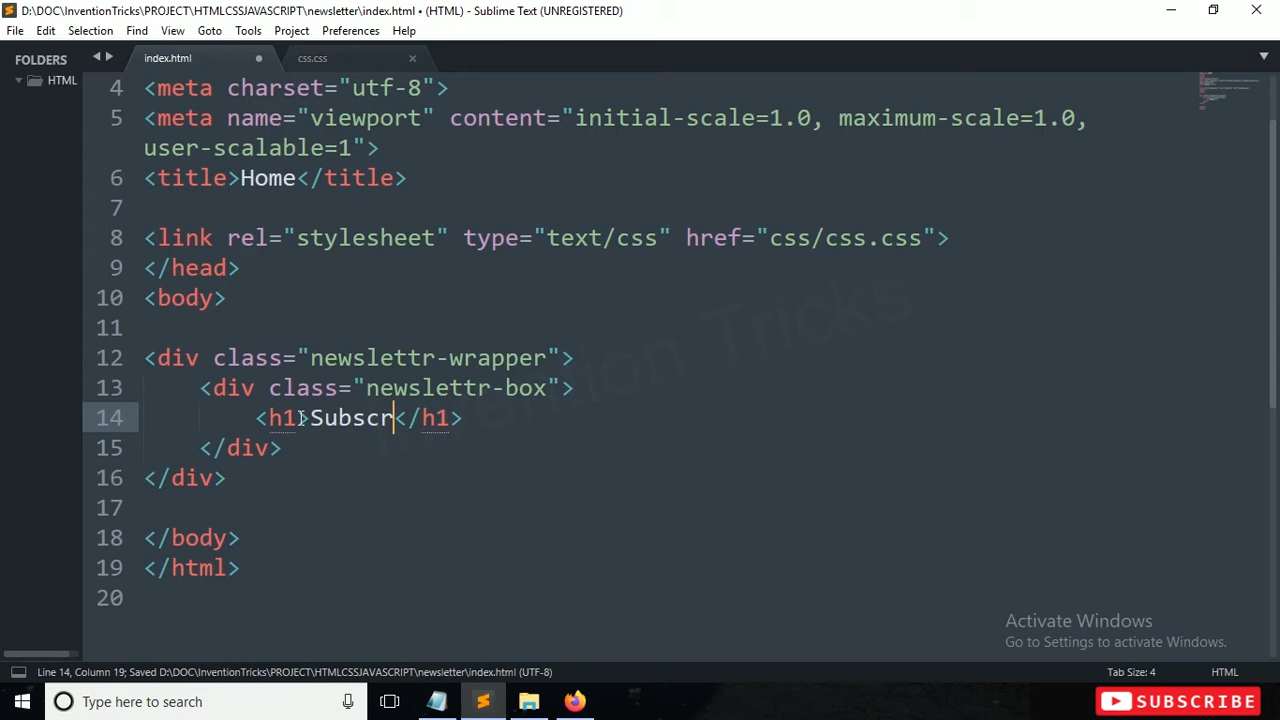 D:\DOC\InventionTricks\PROJECT\HTMLCSSJAVASCRIPT\newsletter\index.html • (HTML) - Sublime Text (UNREGISTERED)
File Edit Selection Find View Goto Tools Project Preferences Help
FOLDERS
HTML
index.html
css.css
4 <meta charset="utf-8">
5 <meta name="viewport" content="initial-scale=1.0, maximum-scale=1.0,
user-scalable=1">
6 <title>Home</title>
7
8 <link rel="stylesheet" type="text/css" href="css/css.css">
9 </head>
10 <body>
11
12 <div class="newslettr-wrapper">
13 <div class="newslettr-box">
14 <h1>Subscr</h1>
15 </div>
16 </div>
17
18 </body>
19 </html>
20
Invention Tricks
Activate Windows
Go to Settings to activate Windows.
Line 14, Column 19; Saved D:\DOC\InventionTricks\PROJECT\HTMLCSSJAVASCRIPT\newsletter\index.html (UTF-8)
Tab Size: 4
HTML
Type here to search
SUBSCRIBE